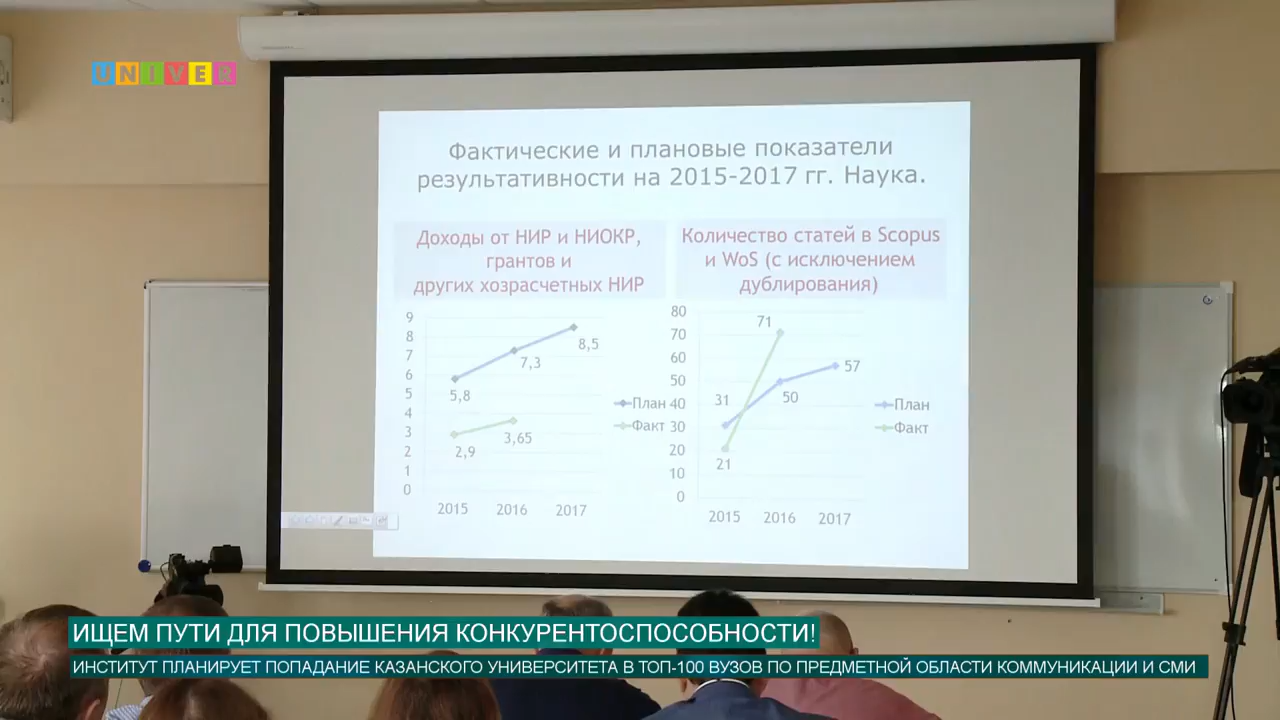 UNIVER
Фактические и плановые показатели
результативности на 2015-2017 гг. Наука.
Доходы от НИР и НИОКР,
грантов и
других хозрасчетных НИР
9
8
7
6
5
4
3
2
1
0
5,8
7,3
8,5
2,9
3,65
План
Факт
2015 2016 2017
Количество статей в Scopus
и WoS (с исключением
дублирования)
80
70
60
50
40
30
20
10
0
71
31
50
57
21
План
Факт
2015 2016 2017
ИЩЕМ ПУТИ ДЛЯ ПОВЫШЕНИЯ КОНКУРЕНТОСПОСОБНОСТИ!
ИНСТИТУТ ПЛАНИРУЕТ ПОПАДАНИЕ КАЗАНСКОГО УНИВЕРСИТЕТА В ТОП-100 ВУЗОВ ПО ПРЕДМЕТНОЙ ОБЛАСТИ КОММУНИКАЦИИ И СМИ